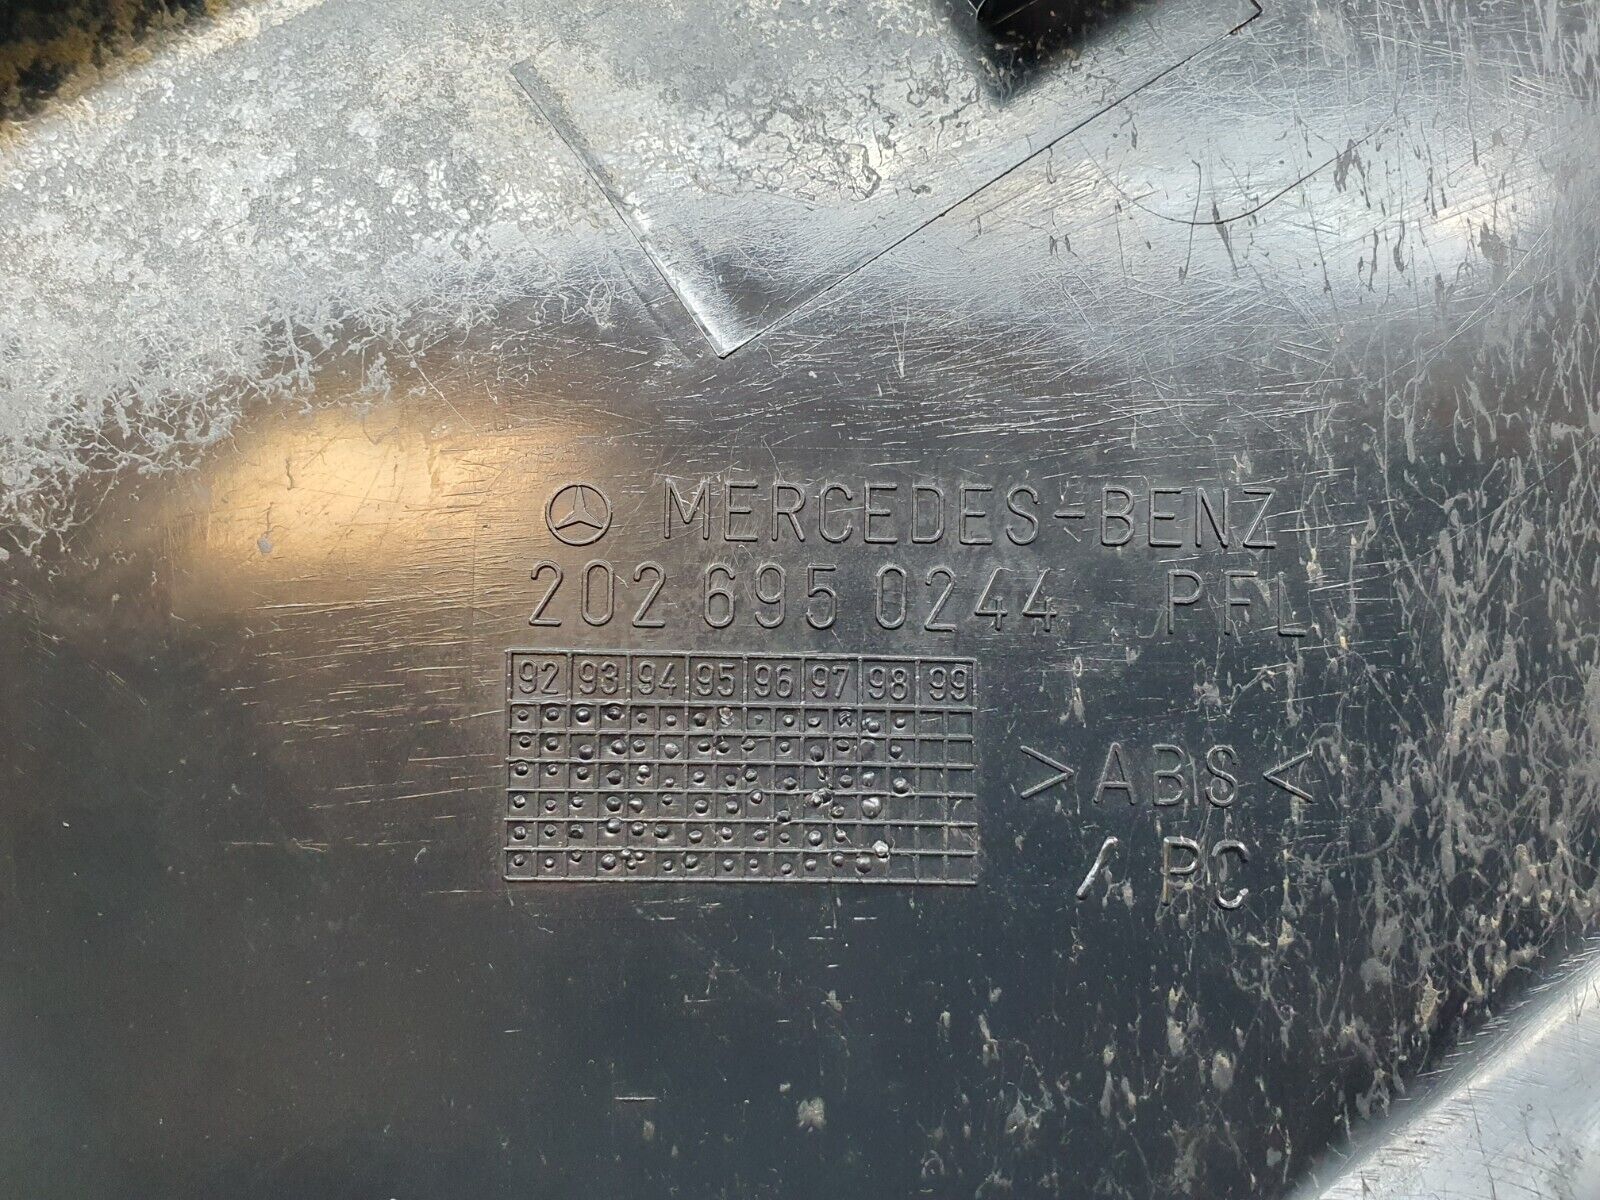 MERCEDES-BENZ
202 695 0244 PFL
92 93 94 95 96 97 98 99
>ABS<
/ PC